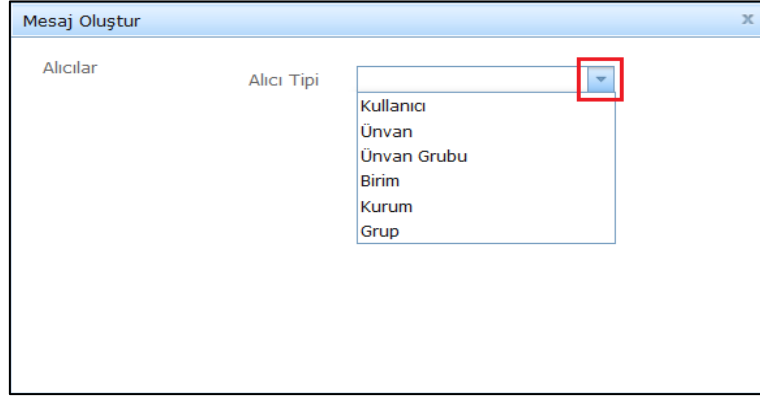 Mesaj Oluştur x
Alıcılar
Alıcı Tipi
Kullanıcı
Ünvan
Ünvan Grubu
Birim
Kurum
Grup